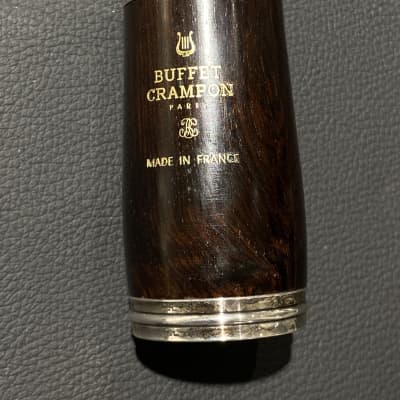 BUFFET
CRAMPON
PARIS
MADE IN FRANCE